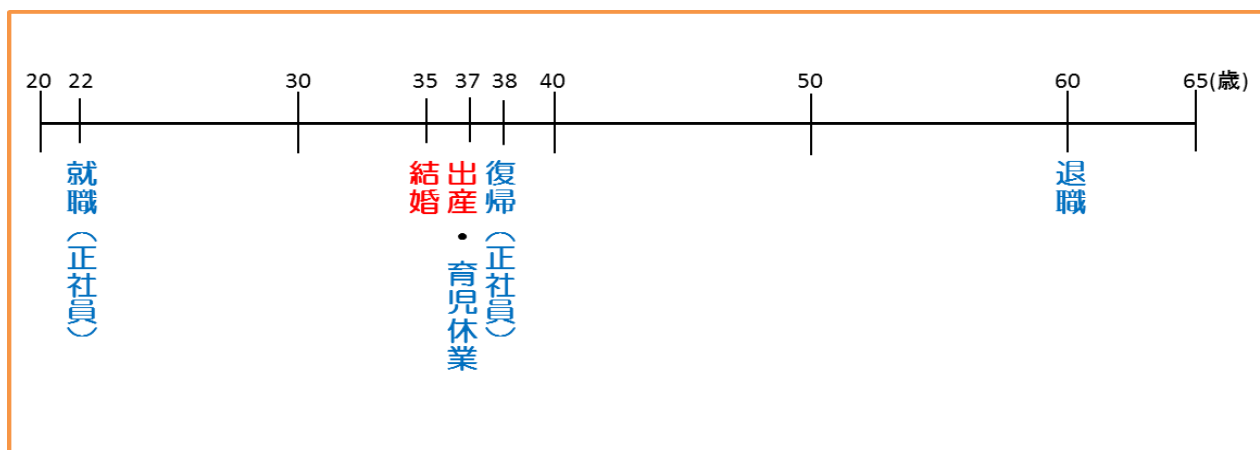 20 22 30 35 37 38 40 50 60 65(歳)
就職（正社員）
結婚
出産・育児休業
復帰（正社員）
退職